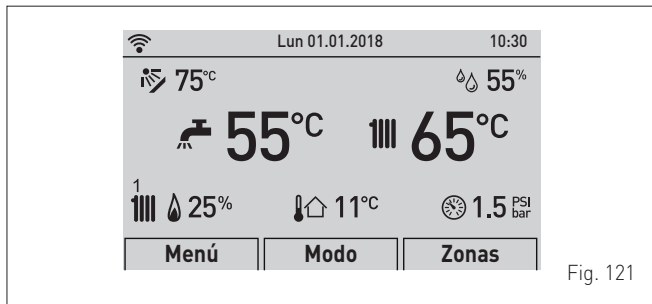 Lun 01.01.2018 10:30
75°C 55%
55°C 65°C
1
25% 11°C 1.5 PSI bar
Menú Modo Zonas
Fig. 121